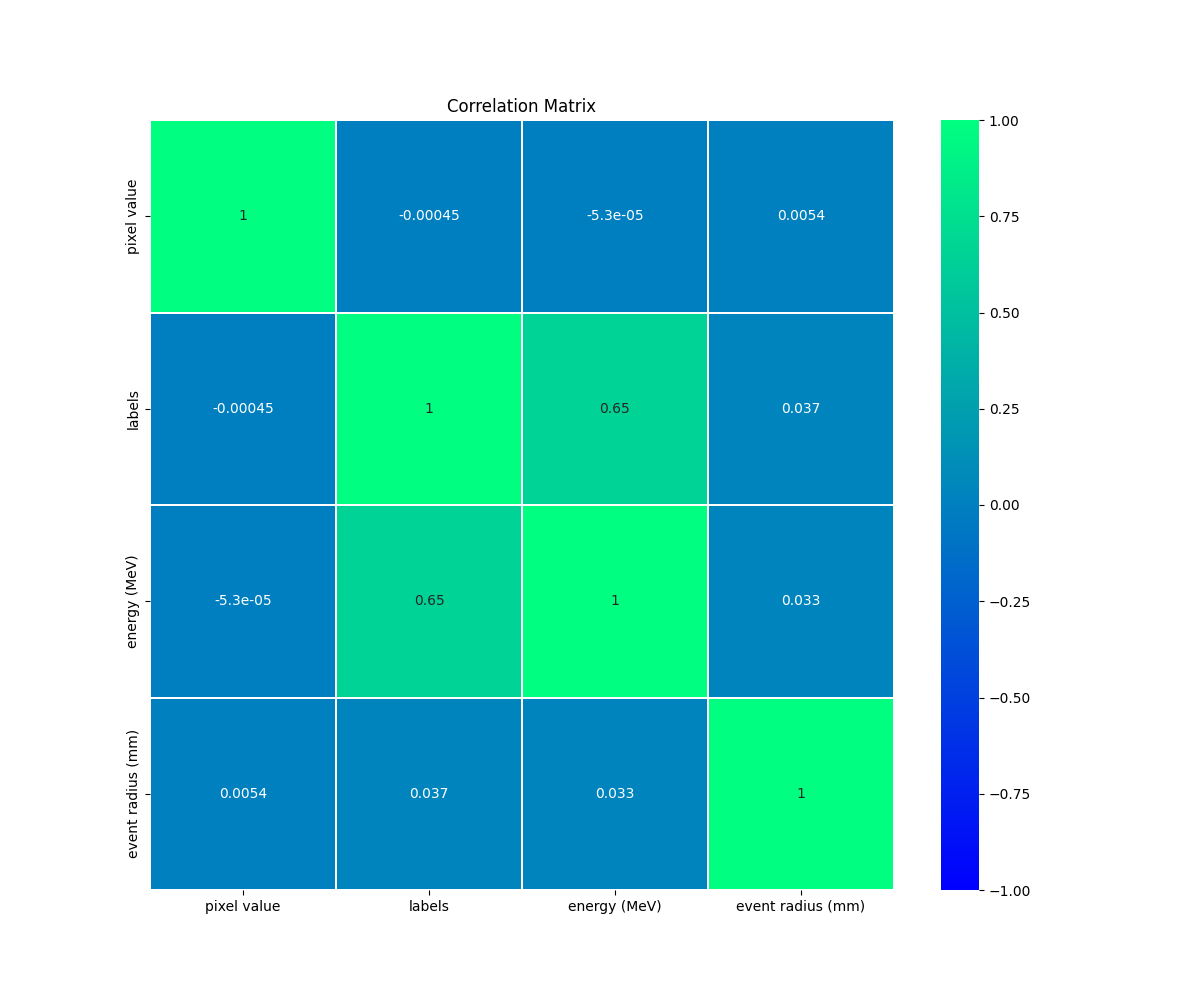 Correlation Matrix
pixel value
1
-0.00045
-5.3e-05
0.0054
labels
-0.00045
1
0.65
0.037
energy (MeV)
-5.3e-05
0.65
1
0.033
event radius (mm)
0.0054
0.037
0.033
1
pixel value
labels
energy (MeV)
event radius (mm)
1.00
0.75
0.50
0.25
0.00
−0.25
−0.50
−0.75
−1.00